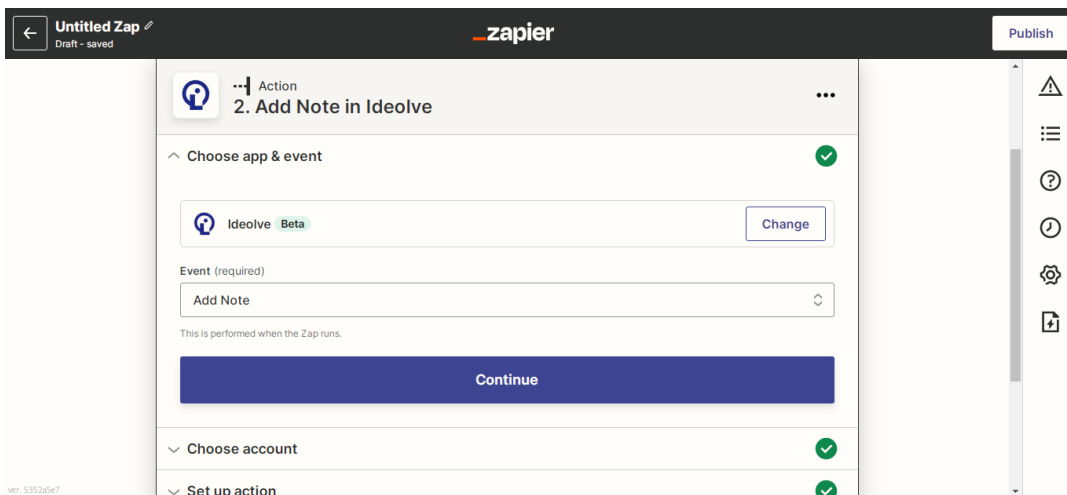 Untitled Zap
Draft - saved
_zapier
Publish
Action
2. Add Note in Ideolve
Choose app & event
Ideolve Beta
Change
Event (required)
Add Note
This is performed when the Zap runs.
Continue
Choose account
Set up action
ver. 5352a5e7